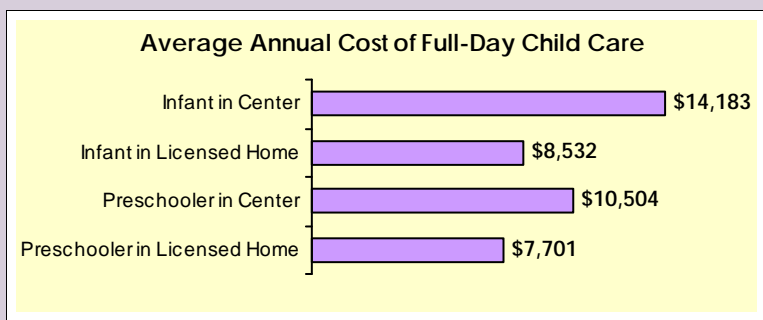 Average Annual Cost of Full-Day Child Care
Infant in Center $14,183
Infant in Licensed Home $8,532
Preschooler in Center $10,504
Preschooler in Licensed Home $7,701